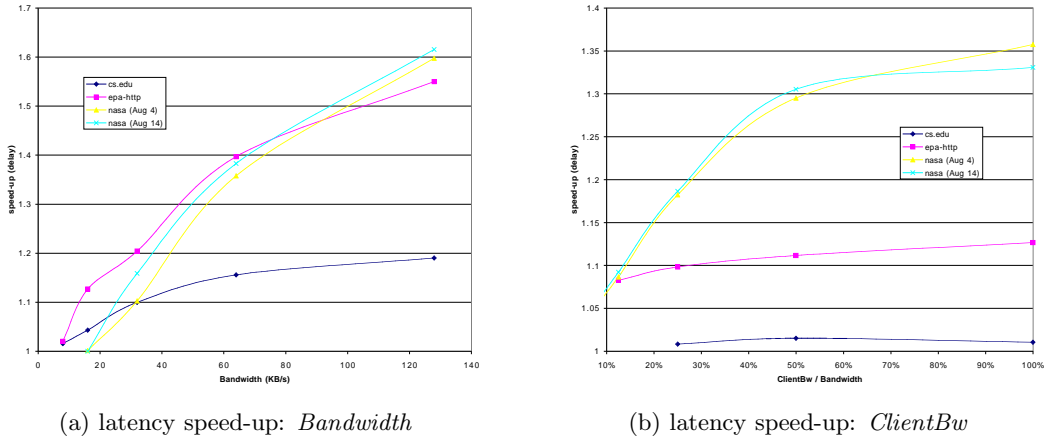 1.7
1.6
1.5
1.4
1.3
1.2
1.1
1
speed-up (delay)
cs.edu
epa-http
nasa (Aug 4)
nasa (Aug 14)
0 20 40 60 80 100 120 140
Bandwidth (KB/s)
(a) latency speed-up: Bandwidth
1.4
1.35
1.3
1.25
1.2
1.15
1.1
1.05
1
speed-up (delay)
cs.edu
epa-http
nasa (Aug 4)
nasa (Aug 14)
10% 20% 30% 40% 50% 60% 70% 80% 90% 100%
ClientBw / Bandwidth
(b) latency speed-up: ClientBw